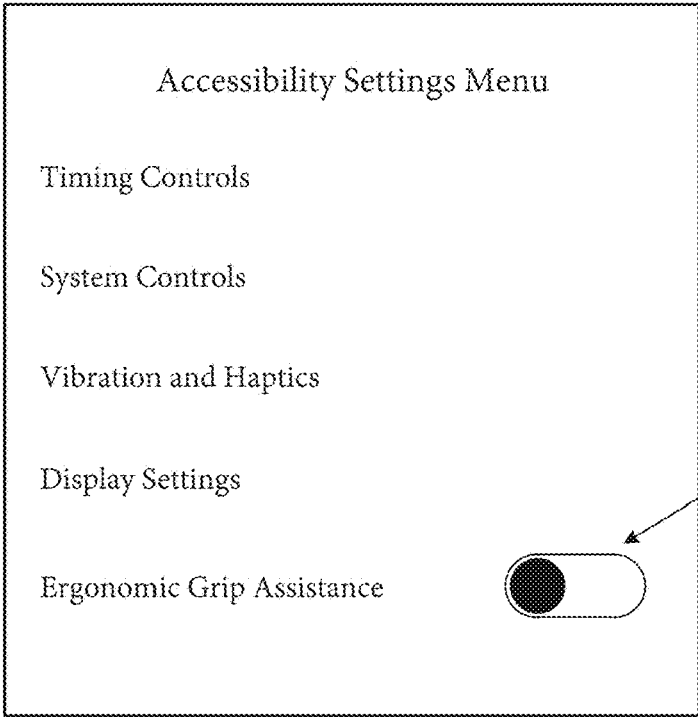 Accessibility Settings Menu
Timing Controls
System Controls
Vibration and Haptics
Display Settings
Ergonomic Grip Assistance